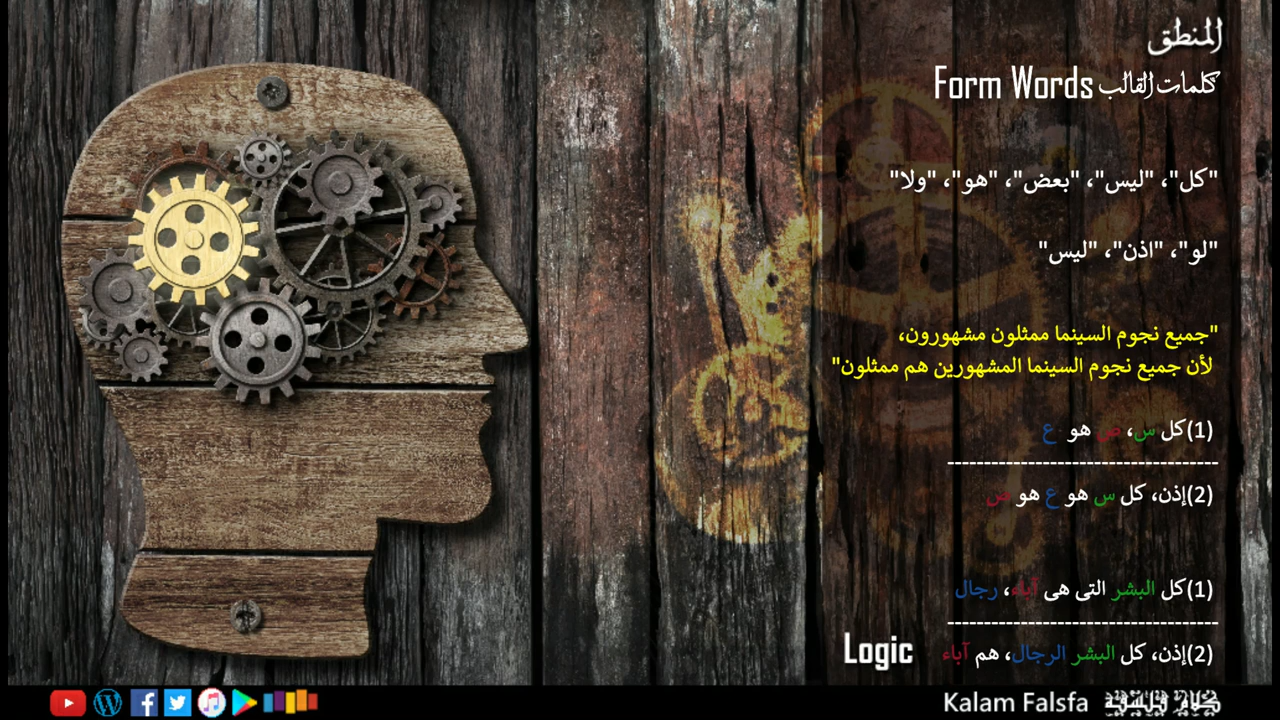 المنطق
كلمات القالب Form Words
"كل"، "ليس"، "بعض"، "هو"، "ولا"
"لو"، "اذن"، "ليس"
"جميع نجوم السينما ممثلون مشهورون،
لأن جميع نجوم السينما المشهورين هم ممثلون"
(1)كل س، ص هو ع
-------------------------------------
(2)إذن، كل س هو ع هو ص
(1)كل البشر التى هى آباء، رجال
-------------------------------------
(2)إذن، كل البشر الرجال، هم آباء
Logic
Kalam Falsfa كلام فلسفة